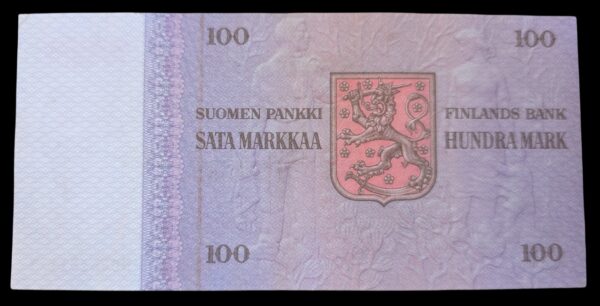 100 100
SUOMEN PANKKI FINLANDS BANK
SATA MARKKAA HUNDRA MARK
100 100